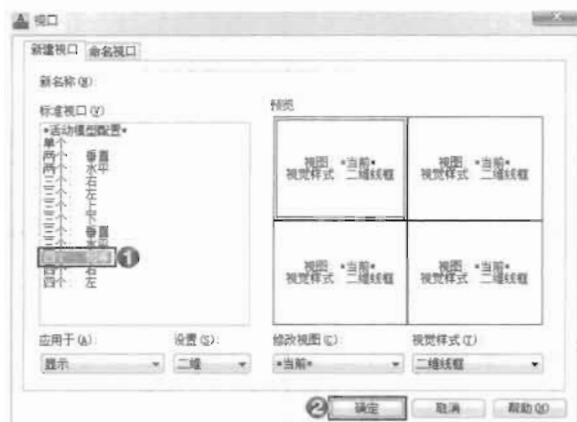 视口
新建视口 命名视口
新名称(N):
标准视口(V):
*活动模型配置*
单个
两个: 垂直
两个: 水平
三个: 右
三个: 左
三个: 上
三个: 下
三个: 垂直
三个: 水平
1
四个: 右
四个: 左
预览
视图: *当前*
视觉样式: 二维线框
视图: *当前*
视觉样式: 二维线框
视图: *当前*
视觉样式: 二维线框
视图: *当前*
视觉样式: 二维线框
应用于(A):
显示
设置(S):
二维
修改视图(C):
*当前*
视觉样式(T)
二维线框
2 确定 取消 帮助(H)